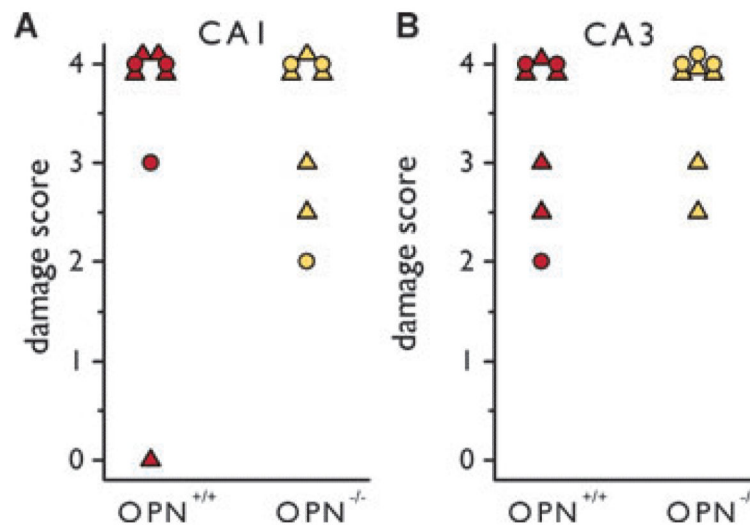 A
CA1
4
3
2
1
0
damage score
OPN+/+
OPN-/-
B
CA3
4
3
2
1
0
damage score
OPN+/+
OPN-/